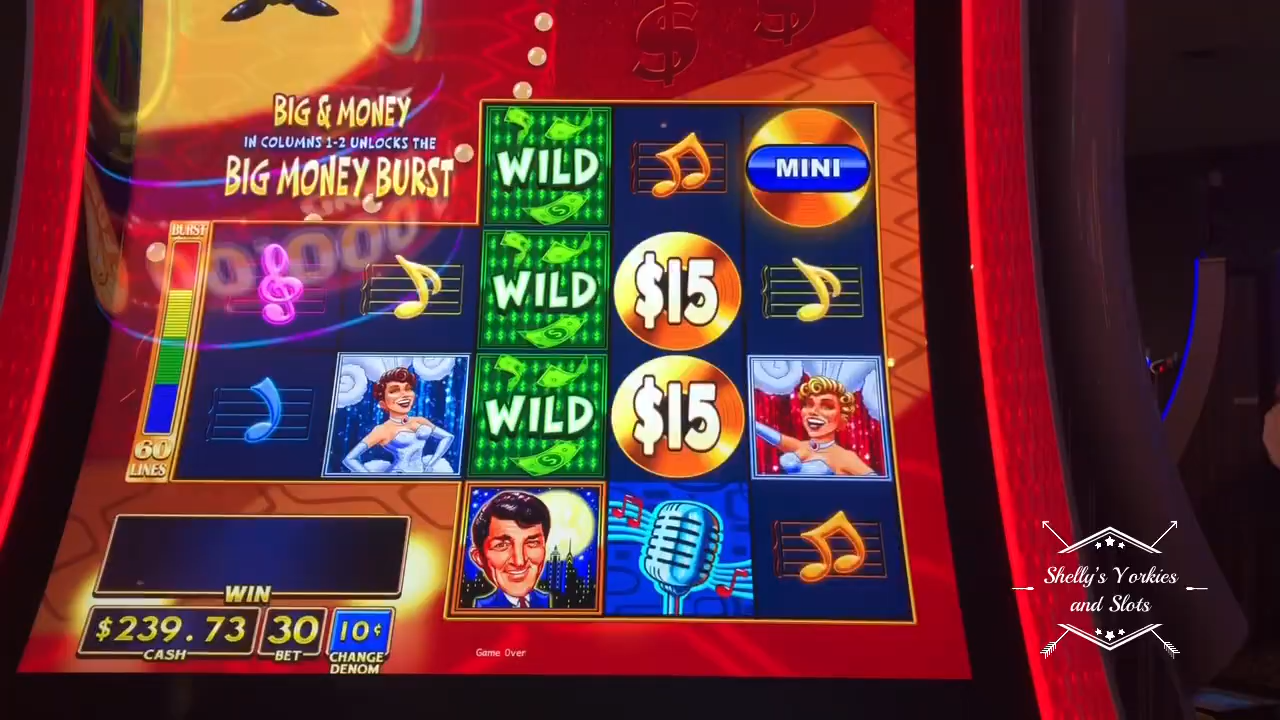 BIG & MONEY
IN COLUMNS 1-2 UNLOCKS THE
BIG MONEY BURST
WILD
MINI
BURST
WILD
$15
WILD
$15
60
LINES
WIN
$239.73
30
10¢
CASH
BET
CHANGE
DENOM
Game Over
Shelly's Yorkies
and Slots